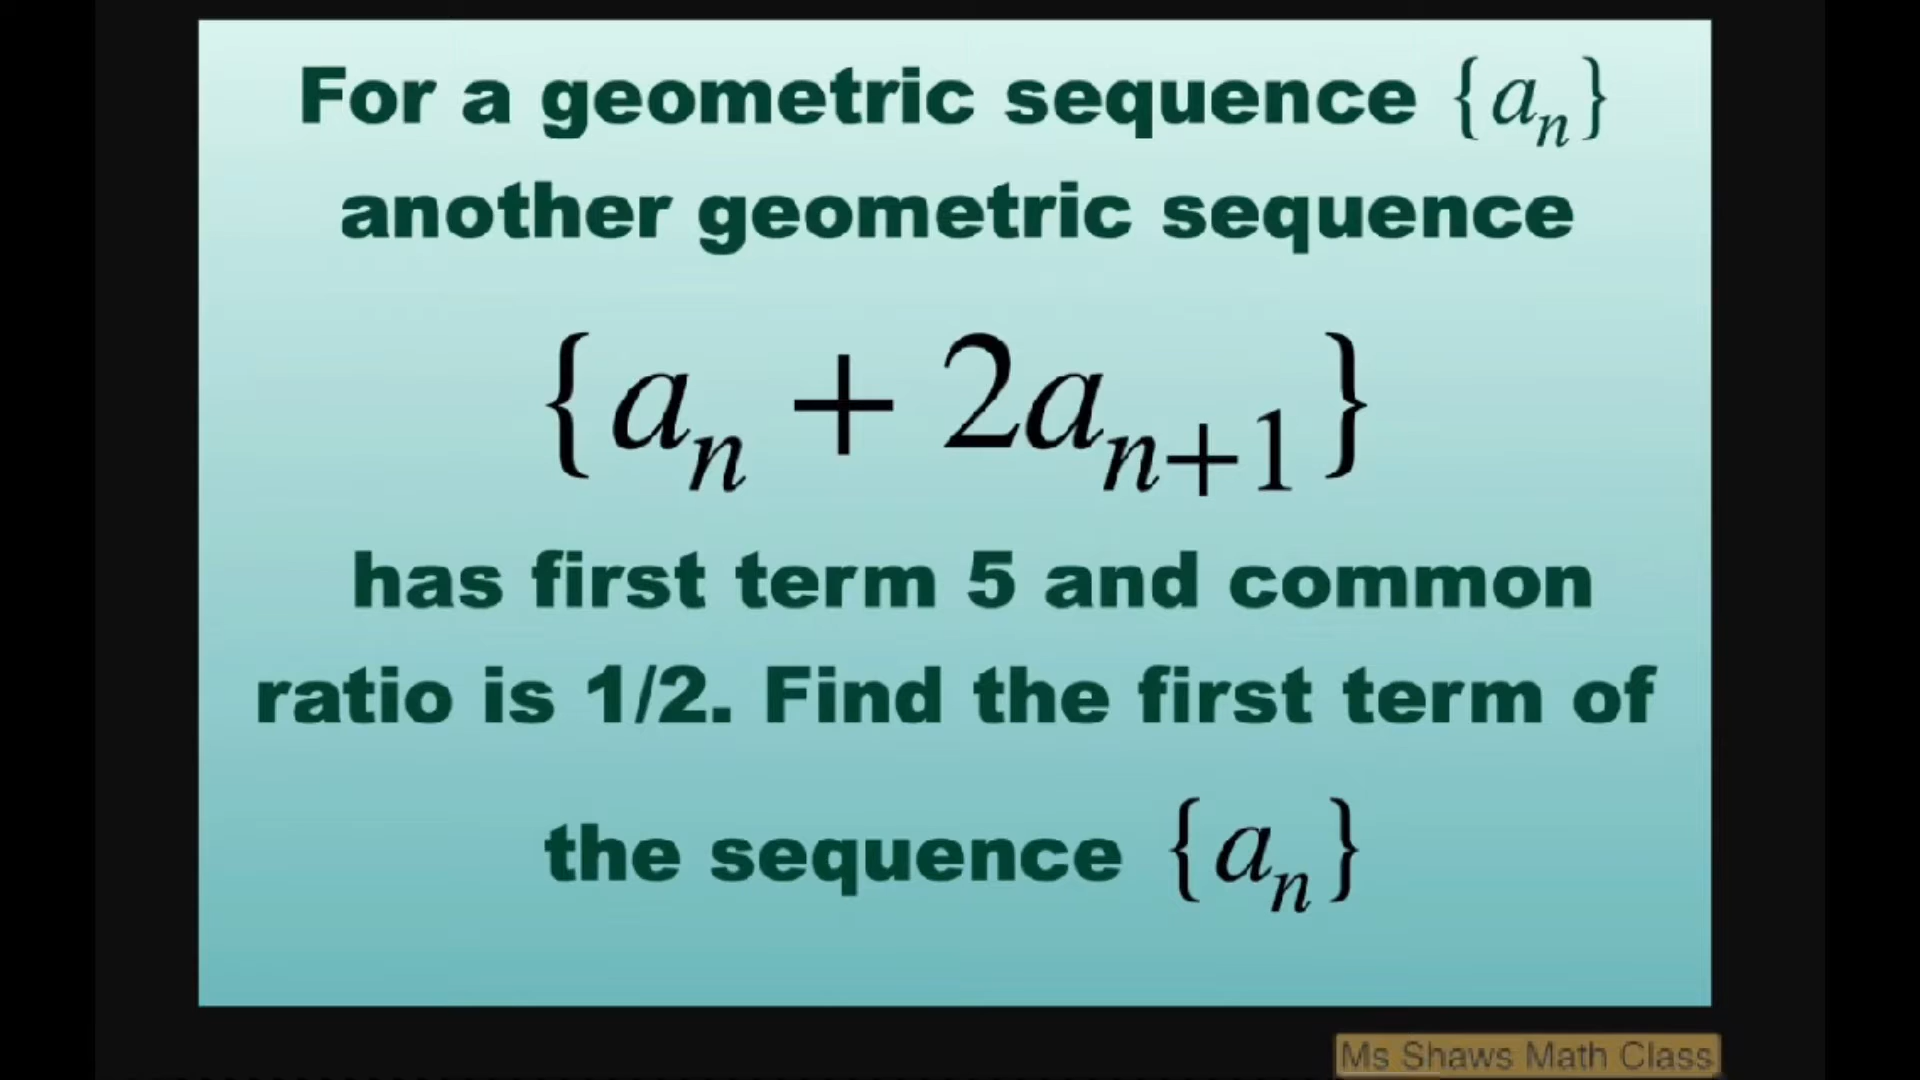 For a geometric sequence {aₙ}
another geometric sequence
{aₙ + 2aₙ₊₁}
has first term 5 and common
ratio is 1/2. Find the first term of
the sequence {aₙ}
Ms Shaws Math Class